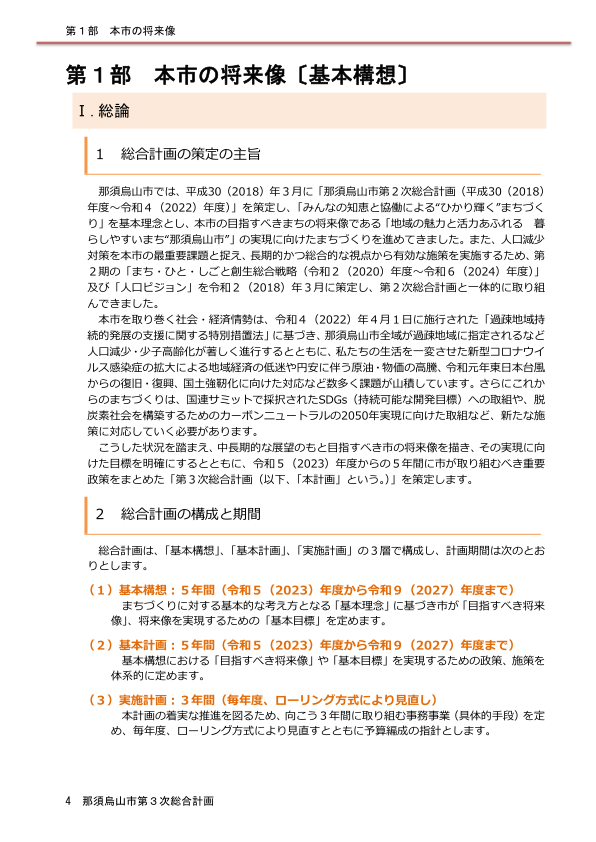 第１部　本市の将来像
第１部　本市の将来像〔基本構想〕
Ⅰ. 総論
１　総合計画の策定の主旨
那須烏山市では、平成30（2018）年３月に「那須烏山市第２次総合計画（平成30（2018）
年度～令和４（2022）年度）」を策定し、「みんなの知恵と協働による“ひかり輝く”まちづく
り」を基本理念とし、本市の目指すべきまちの将来像である「地域の魅力と活力あふれる　暮
らしやすいまち“那須烏山市”」の実現に向けたまちづくりを進めてきました。また、人口減少
対策を本市の最重要課題と捉え、長期的かつ総合的な視点から有効な施策を実施するため、第
２期の「まち・ひと・しごと創生総合戦略（令和２（2020）年度～令和６（2024）年度）」
及び「人口ビジョン」を令和２（2018）年３月に策定し、第２次総合計画と一体的に取り組
んできました。
本市を取り巻く社会・経済情勢は、令和４（2022）年４月１日に施行された「過疎地域持
続的発展の支援に関する特別措置法」に基づき、那須烏山市全域が過疎地域に指定されるなど
人口減少・少子高齢化が著しく進行するとともに、私たちの生活を一変させた新型コロナウイ
ルス感染症の拡大による地域経済の低迷や円安に伴う原油・物価の高騰、令和元年東日本台風
からの復旧・復興、国土強靭化に向けた対応など数多く課題が山積しています。さらにこれか
らのまちづくりは、国連サミットで採択されたSDGs（持続可能な開発目標）への取組や、脱
炭素社会を構築するためのカーボンニュートラルの2050年実現に向けた取組など、新たな施
策に対応していく必要があります。
こうした状況を踏まえ、中長期的な展望のもと目指すべき市の将来像を描き、その実現に向
けた目標を明確にするとともに、令和５（2023）年度からの５年間に市が取り組むべき重要
政策をまとめた「第３次総合計画（以下、「本計画」という。）」を策定します。
２　総合計画の構成と期間
総合計画は、「基本構想」、「基本計画」、「実施計画」の３層で構成し、計画期間は次のとお
りとします。
（１）基本構想：５年間（令和５（2023）年度から令和９（2027）年度まで）
まちづくりに対する基本的な考え方となる「基本理念」に基づき市が「目指すべき将来
像」、将来像を実現するための「基本目標」を定めます。
（２）基本計画：５年間（令和５（2023）年度から令和９（2027）年度まで）
基本構想における「目指すべき将来像」や「基本目標」を実現するための政策、施策を
体系的に定めます。
（３）実施計画：３年間（毎年度、ローリング方式により見直し）
本計画の着実な推進を図るため、向こう３年間に取り組む事務事業（具体的手段）を定
め、毎年度、ローリング方式により見直すとともに予算編成の指針とします。
4　那須烏山市第３次総合計画